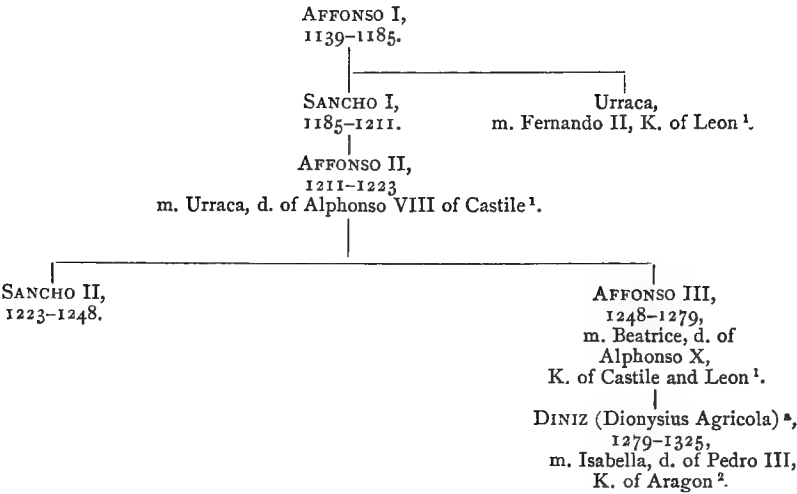 AFFONSO I,
1139–1185.
SANCHO I,
1185–1211.
Urraca,
m. Fernando II, K. of Leon ¹.
AFFONSO II,
1211–1223
m. Urraca, d. of Alphonso VIII of Castile ¹.
SANCHO II,
1223–1248.
AFFONSO III,
1248–1279,
m. Beatrice, d. of
Alphonso X,
K. of Castile and Leon ¹.
DINIZ (Dionysius Agricola) ᵃ,
1279–1325,
m. Isabella, d. of Pedro III,
K. of Aragon ².